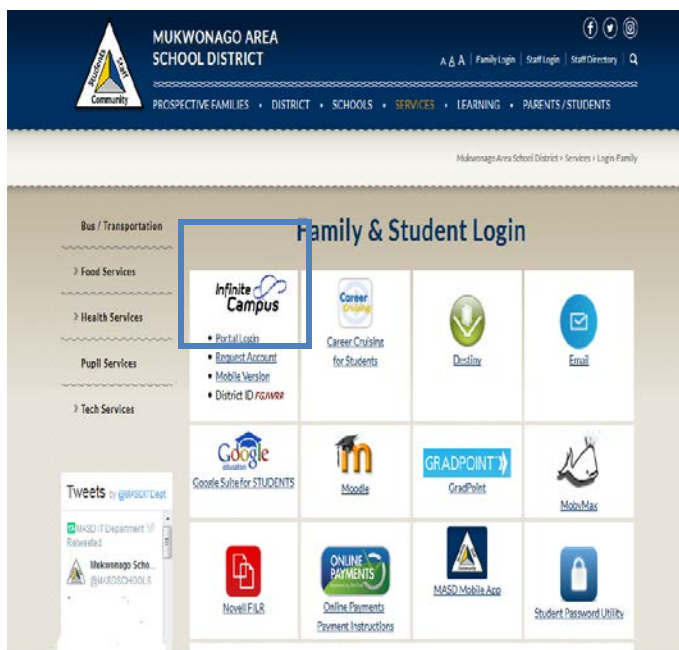 MUKWONAGO AREA
SCHOOL DISTRICT
Students
Staff
Community
A A A | Family Login | Staff Login | Staff Directory
PROSPECTIVE FAMILIES • DISTRICT • SCHOOLS • SERVICES • LEARNING • PARENTS / STUDENTS
Mukwonago Area School District > Services > Login-Family
Bus / Transportation
> Food Services
> Health Services
Pupil Services
> Tech Services
Family & Student Login
Infinite
Campus
• Portal Login
• Request Account
• Mobile Version
• District ID FGJWRR
Career
Cruising
Career Cruising
for Students
Destiny
Email
Google
education
Google Suite for STUDENTS
m
Moodle
GRADPOINT
GradPoint
MobyMax
Novell FILR
ONLINE
PAYMENTS
Online Payments
Payment Instructions
Community
MASD Mobile App
Student Password Utility
Tweets by @MASDITDept
MASD IT Department
Retweeted
Mukwonago Scho...
@MASDSCHOOLS